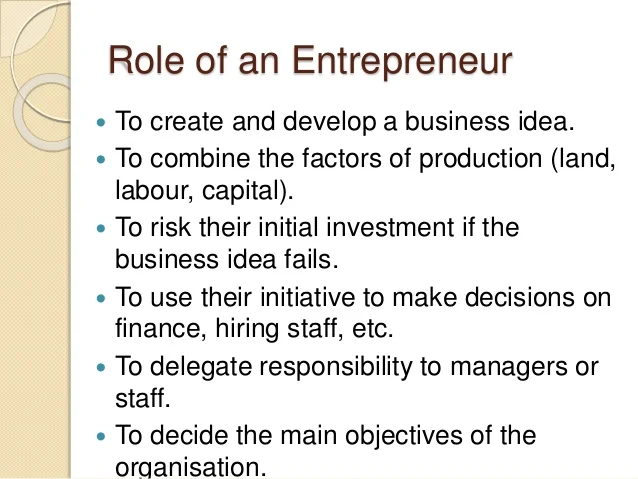 Role of an Entrepreneur
• To create and develop a business idea.
• To combine the factors of production (land,
labour, capital).
• To risk their initial investment if the
business idea fails.
• To use their initiative to make decisions on
finance, hiring staff, etc.
• To delegate responsibility to managers or
staff.
• To decide the main objectives of the
organisation.